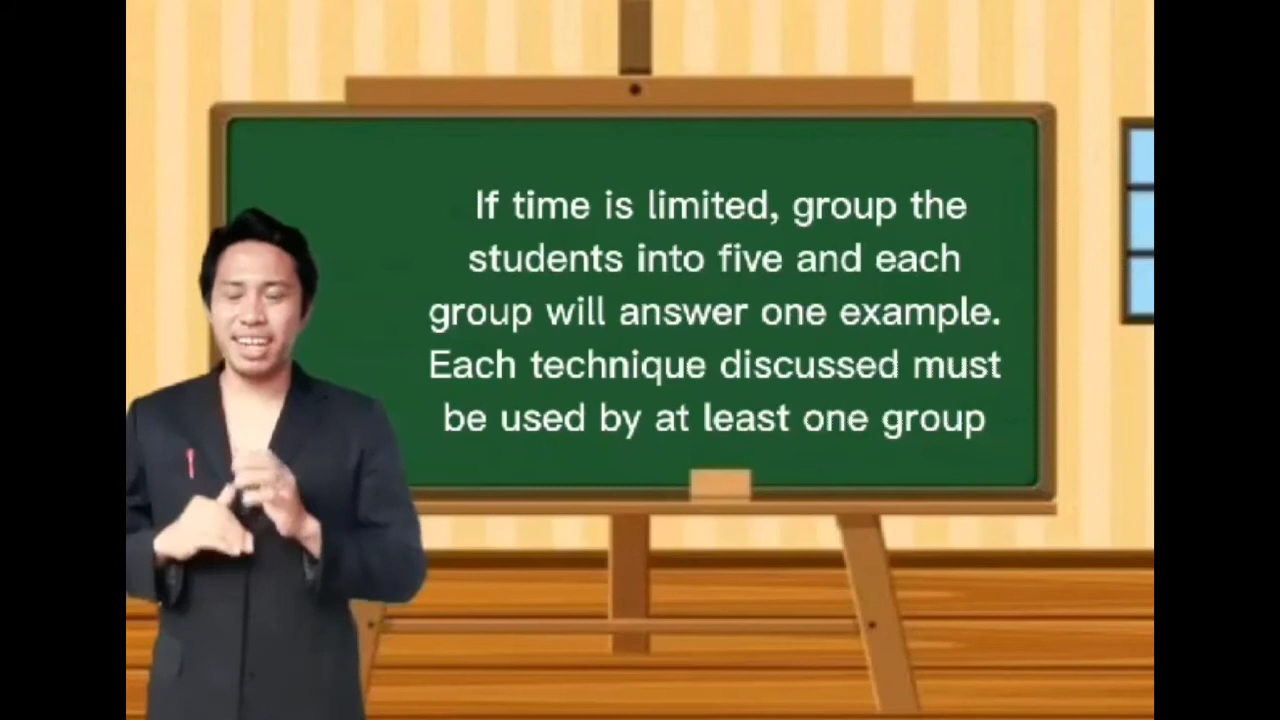 If time is limited, group the
students into five and each
group will answer one example.
Each technique discussed must
be used by at least one group